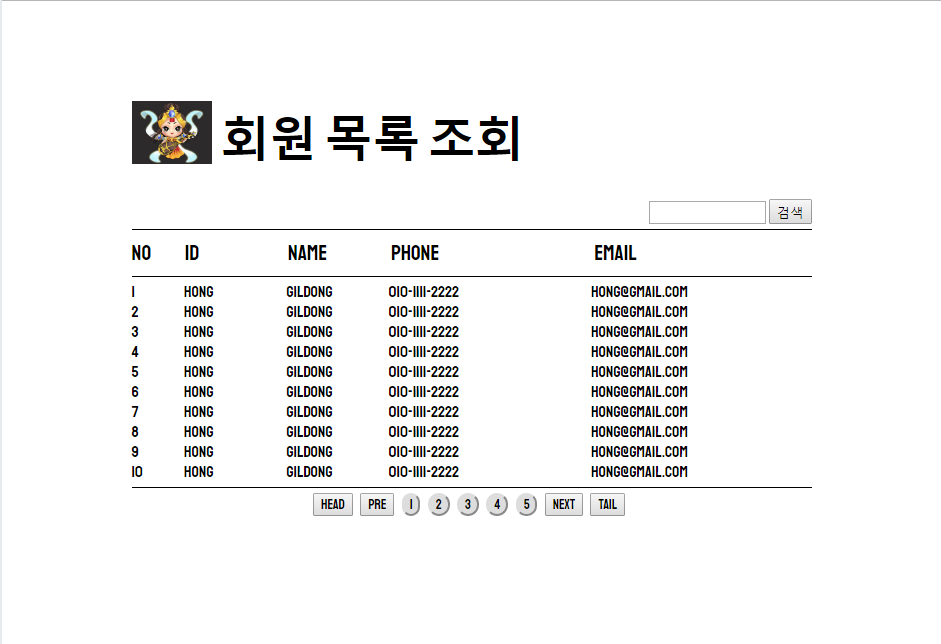 회원 목록 조회
검색
NO ID NAME PHONE EMAIL
1 HONG GILDONG 010-1111-2222 HONG@GMAIL.COM
2 HONG GILDONG 010-1111-2222 HONG@GMAIL.COM
3 HONG GILDONG 010-1111-2222 HONG@GMAIL.COM
4 HONG GILDONG 010-1111-2222 HONG@GMAIL.COM
5 HONG GILDONG 010-1111-2222 HONG@GMAIL.COM
6 HONG GILDONG 010-1111-2222 HONG@GMAIL.COM
7 HONG GILDONG 010-1111-2222 HONG@GMAIL.COM
8 HONG GILDONG 010-1111-2222 HONG@GMAIL.COM
9 HONG GILDONG 010-1111-2222 HONG@GMAIL.COM
10 HONG GILDONG 010-1111-2222 HONG@GMAIL.COM
HEAD PRE 1 2 3 4 5 NEXT TAIL